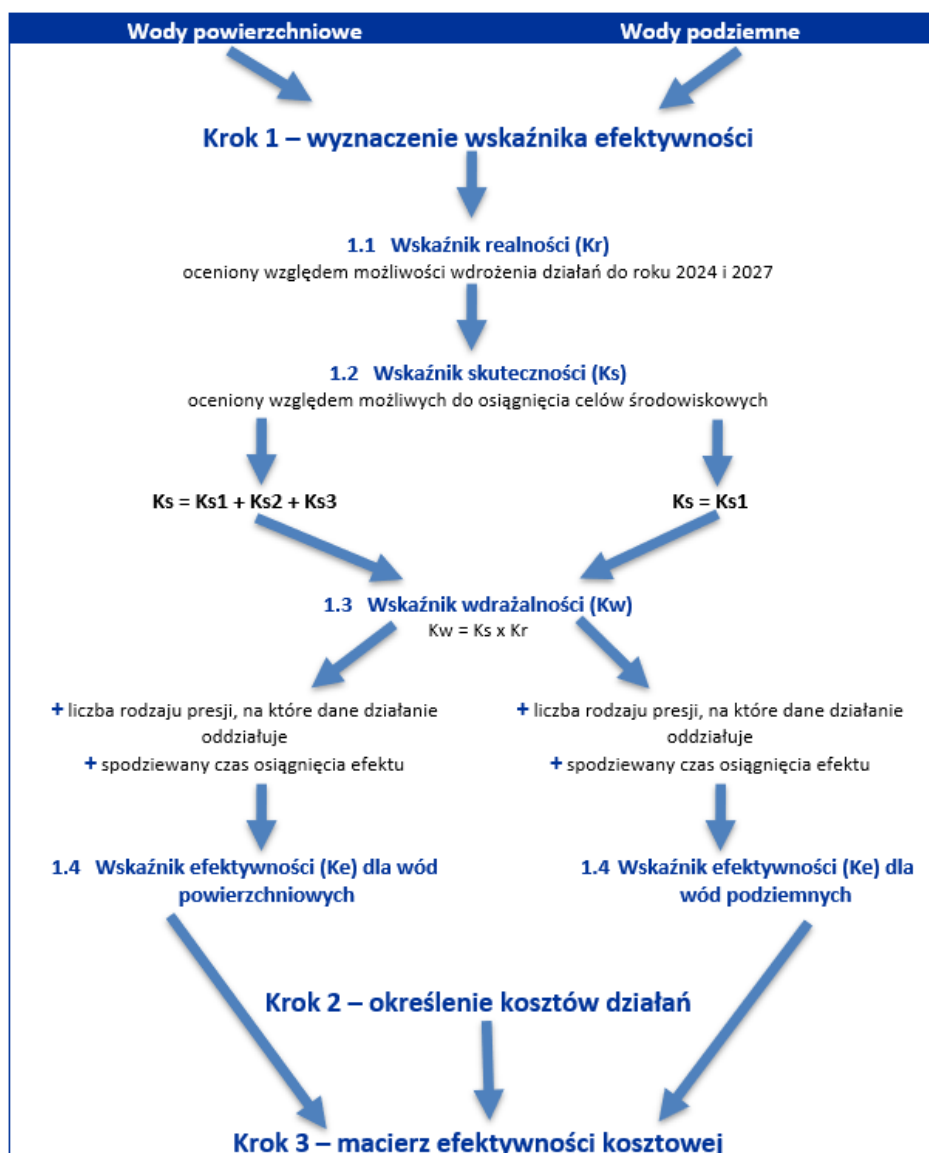 Wody powierzchniowe
Wody podziemne
Krok 1 – wyznaczenie wskaźnika efektywności
1.1 Wskaźnik realności (Kr)
oceniony względem możliwości wdrożenia działań do roku 2024 i 2027
1.2 Wskaźnik skuteczności (Ks)
oceniony względem możliwych do osiągnięcia celów środowiskowych
Ks = Ks1 + Ks2 + Ks3
Ks = Ks1
1.3 Wskaźnik wdrażalności (Kw)
Kw = Ks x Kr
+ liczba rodzaju presji, na które dane działanie
oddziałuje
+ spodziewany czas osiągnięcia efektu
+ liczba rodzaju presji, na które dane działanie
oddziałuje
+ spodziewany czas osiągnięcia efektu
1.4 Wskaźnik efektywności (Ke) dla wód
powierzchniowych
1.4 Wskaźnik efektywności (Ke) dla
wód podziemnych
Krok 2 – określenie kosztów działań
Krok 3 – macierz efektywności kosztowej